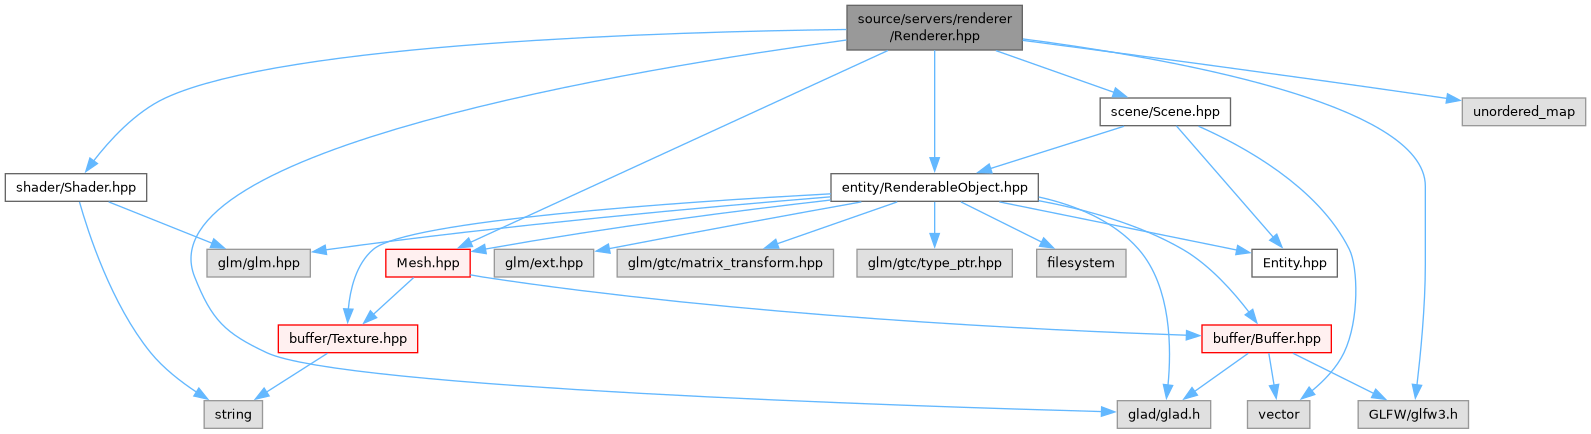 source/servers/renderer
/Renderer.hpp
scene/Scene.hpp
unordered_map
shader/Shader.hpp
entity/RenderableObject.hpp
glm/glm.hpp
Mesh.hpp
glm/ext.hpp
glm/gtc/matrix_transform.hpp
glm/gtc/type_ptr.hpp
filesystem
Entity.hpp
buffer/Texture.hpp
buffer/Buffer.hpp
string
glad/glad.h
vector
GLFW/glfw3.h